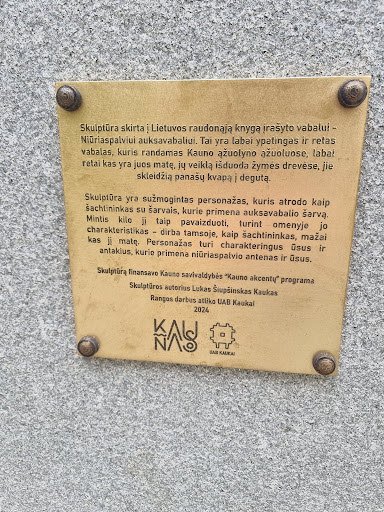 Skulptūra skirta į Lietuvos raudonąją knygą įrašyto vabalui -
Niūriaspalviui auksavabaliui. Tai yra labai ypatingas ir retas
vabalas, kuris randamas Kauno ąžuolyno ąžuoluose, labai
retai kas yra juos matę, jų veiklą išduoda žymės drevėse, jie
skleidžią panašų kvapą į degutą.
Skulptūra yra sužmogintas personažas, kuris atrodo kaip
šachtininkas su šarvais, kurie primena auksavabalio šarvą.
Mintis kilo jį taip pavaizduoti, turint omenyje jo
charakteristikas - dirba tamsoje, kaip šachtininkas, mažai
kas jį matę. Personažas turi charakteringus ūsus ir
antakius, kurie primena niūriaspalvio antenas ir ūsus.
Skulptūrą finansavo Kauno savivaldybės "Kauno akcentų" programa
Skulptūros autorius Lukas Šiupšinskas Kaukas
Rangos darbus atliko UAB Kaukai
2024
KAU
NAS
UAB KAUKAI